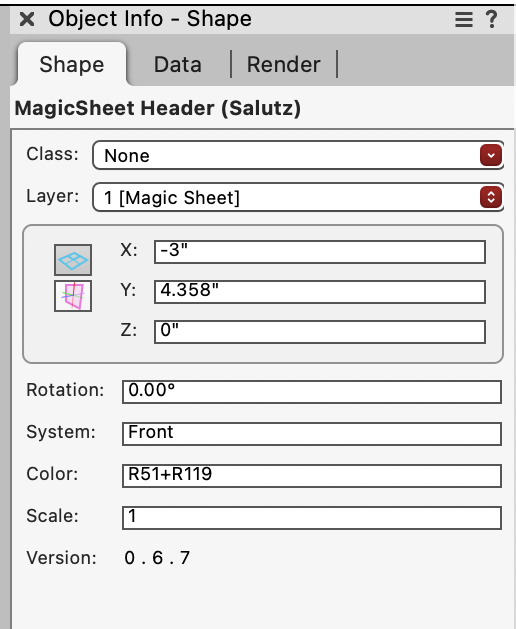 Object Info - Shape ?
Shape Data Render
MagicSheet Header (Salutz)
Class: None
Layer: 1 [Magic Sheet]
X: -3"
Y: 4.358"
Z: 0"
Rotation: 0.00°
System: Front
Color: R51+R119
Scale: 1
Version: 0 . 6 . 7